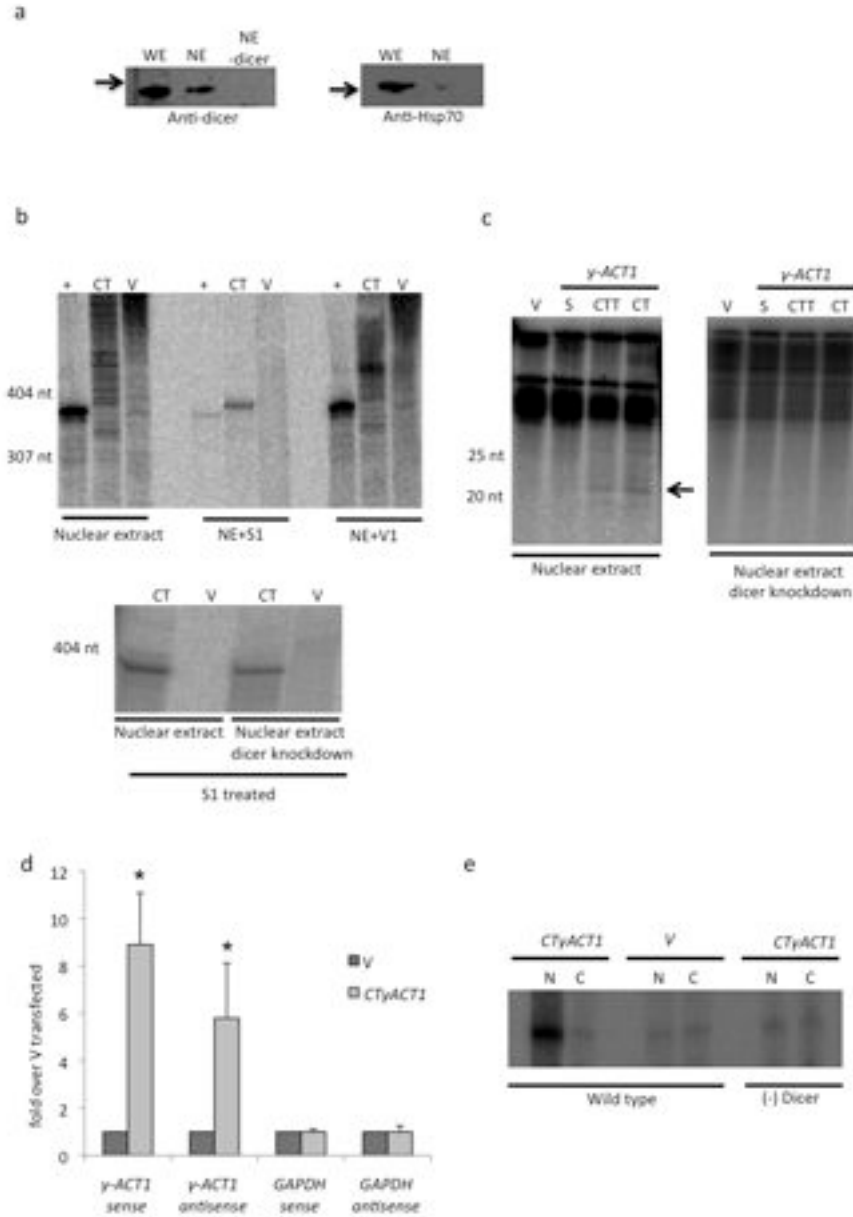 a
NE
WE NE -dicer
WE NE
Anti-dicer
Anti-Hsp70
b
+ CT V + CT V + CT V
404 nt
307 nt
Nuclear extract NE+S1 NE+V1
CT V CT V
404 nt
Nuclear extract Nuclear extract
dicer knockdown
S1 treated
c
γ-ACT1 γ-ACT1
V S CTT CT V S CTT CT
25 nt
20 nt
Nuclear extract Nuclear extract
dicer knockdown
d
fold over V transfected
12
10
8
6
4
2
0
* *
V
CTγACT1
γ-ACT1 γ-ACT1 GAPDH GAPDH
sense antisense sense antisense
e
CTγACT1 V CTγACT1
N C N C N C
Wild type (-) Dicer